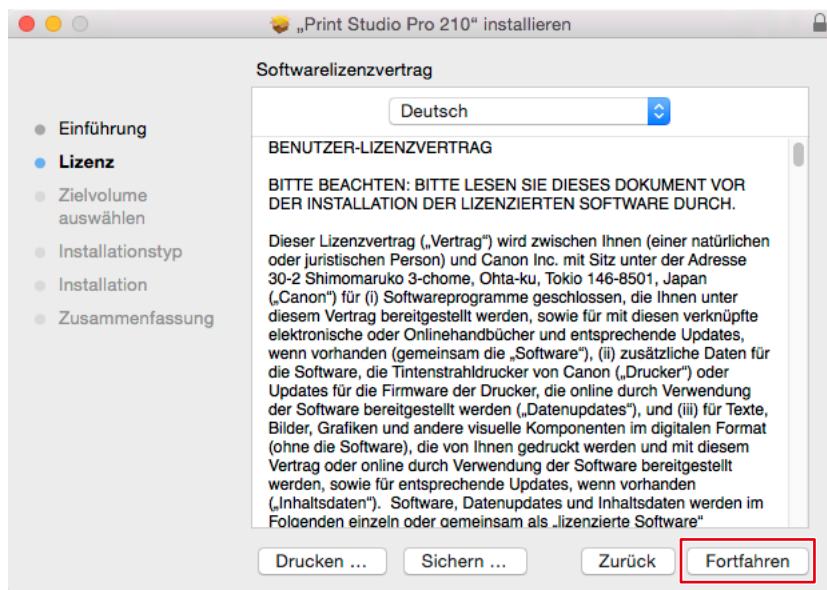 „Print Studio Pro 210“ installieren
Softwarelizenzvertrag
Einführung
Lizenz
Zielvolume
auswählen
Installationstyp
Installation
Zusammenfassung
Deutsch
BENUTZER-LIZENZVERTRAG
BITTE BEACHTEN: BITTE LESEN SIE DIESES DOKUMENT VOR
DER INSTALLATION DER LIZENZIERTEN SOFTWARE DURCH.
Dieser Lizenzvertrag („Vertrag“) wird zwischen Ihnen (einer natürlichen
oder juristischen Person) und Canon Inc. mit Sitz unter der Adresse
30-2 Shimomaruko 3-chome, Ohta-ku, Tokio 146-8501, Japan
(„Canon“) für (i) Softwareprogramme geschlossen, die Ihnen unter
diesem Vertrag bereitgestellt werden, sowie für mit diesen verknüpfte
elektronische oder Onlinehandbücher und entsprechende Updates,
wenn vorhanden (gemeinsam die „Software“), (ii) zusätzliche Daten für
die Software, die Tintenstrahldrucker von Canon („Drucker“) oder
Updates für die Firmware der Drucker, die online durch Verwendung
der Software bereitgestellt werden („Datenupdates“), und (iii) für Texte,
Bilder, Grafiken und andere visuelle Komponenten im digitalen Format
(ohne die Software), die von Ihnen gedruckt werden und mit diesem
Vertrag oder online durch Verwendung der Software bereitgestellt
werden, sowie für entsprechende Updates, wenn vorhanden
(„Inhaltsdaten“). Software, Datenupdates und Inhaltsdaten werden im
Folgenden einzeln oder gemeinsam als „lizenzierte Software“
Drucken ...
Sichern ...
Zurück
Fortfahren